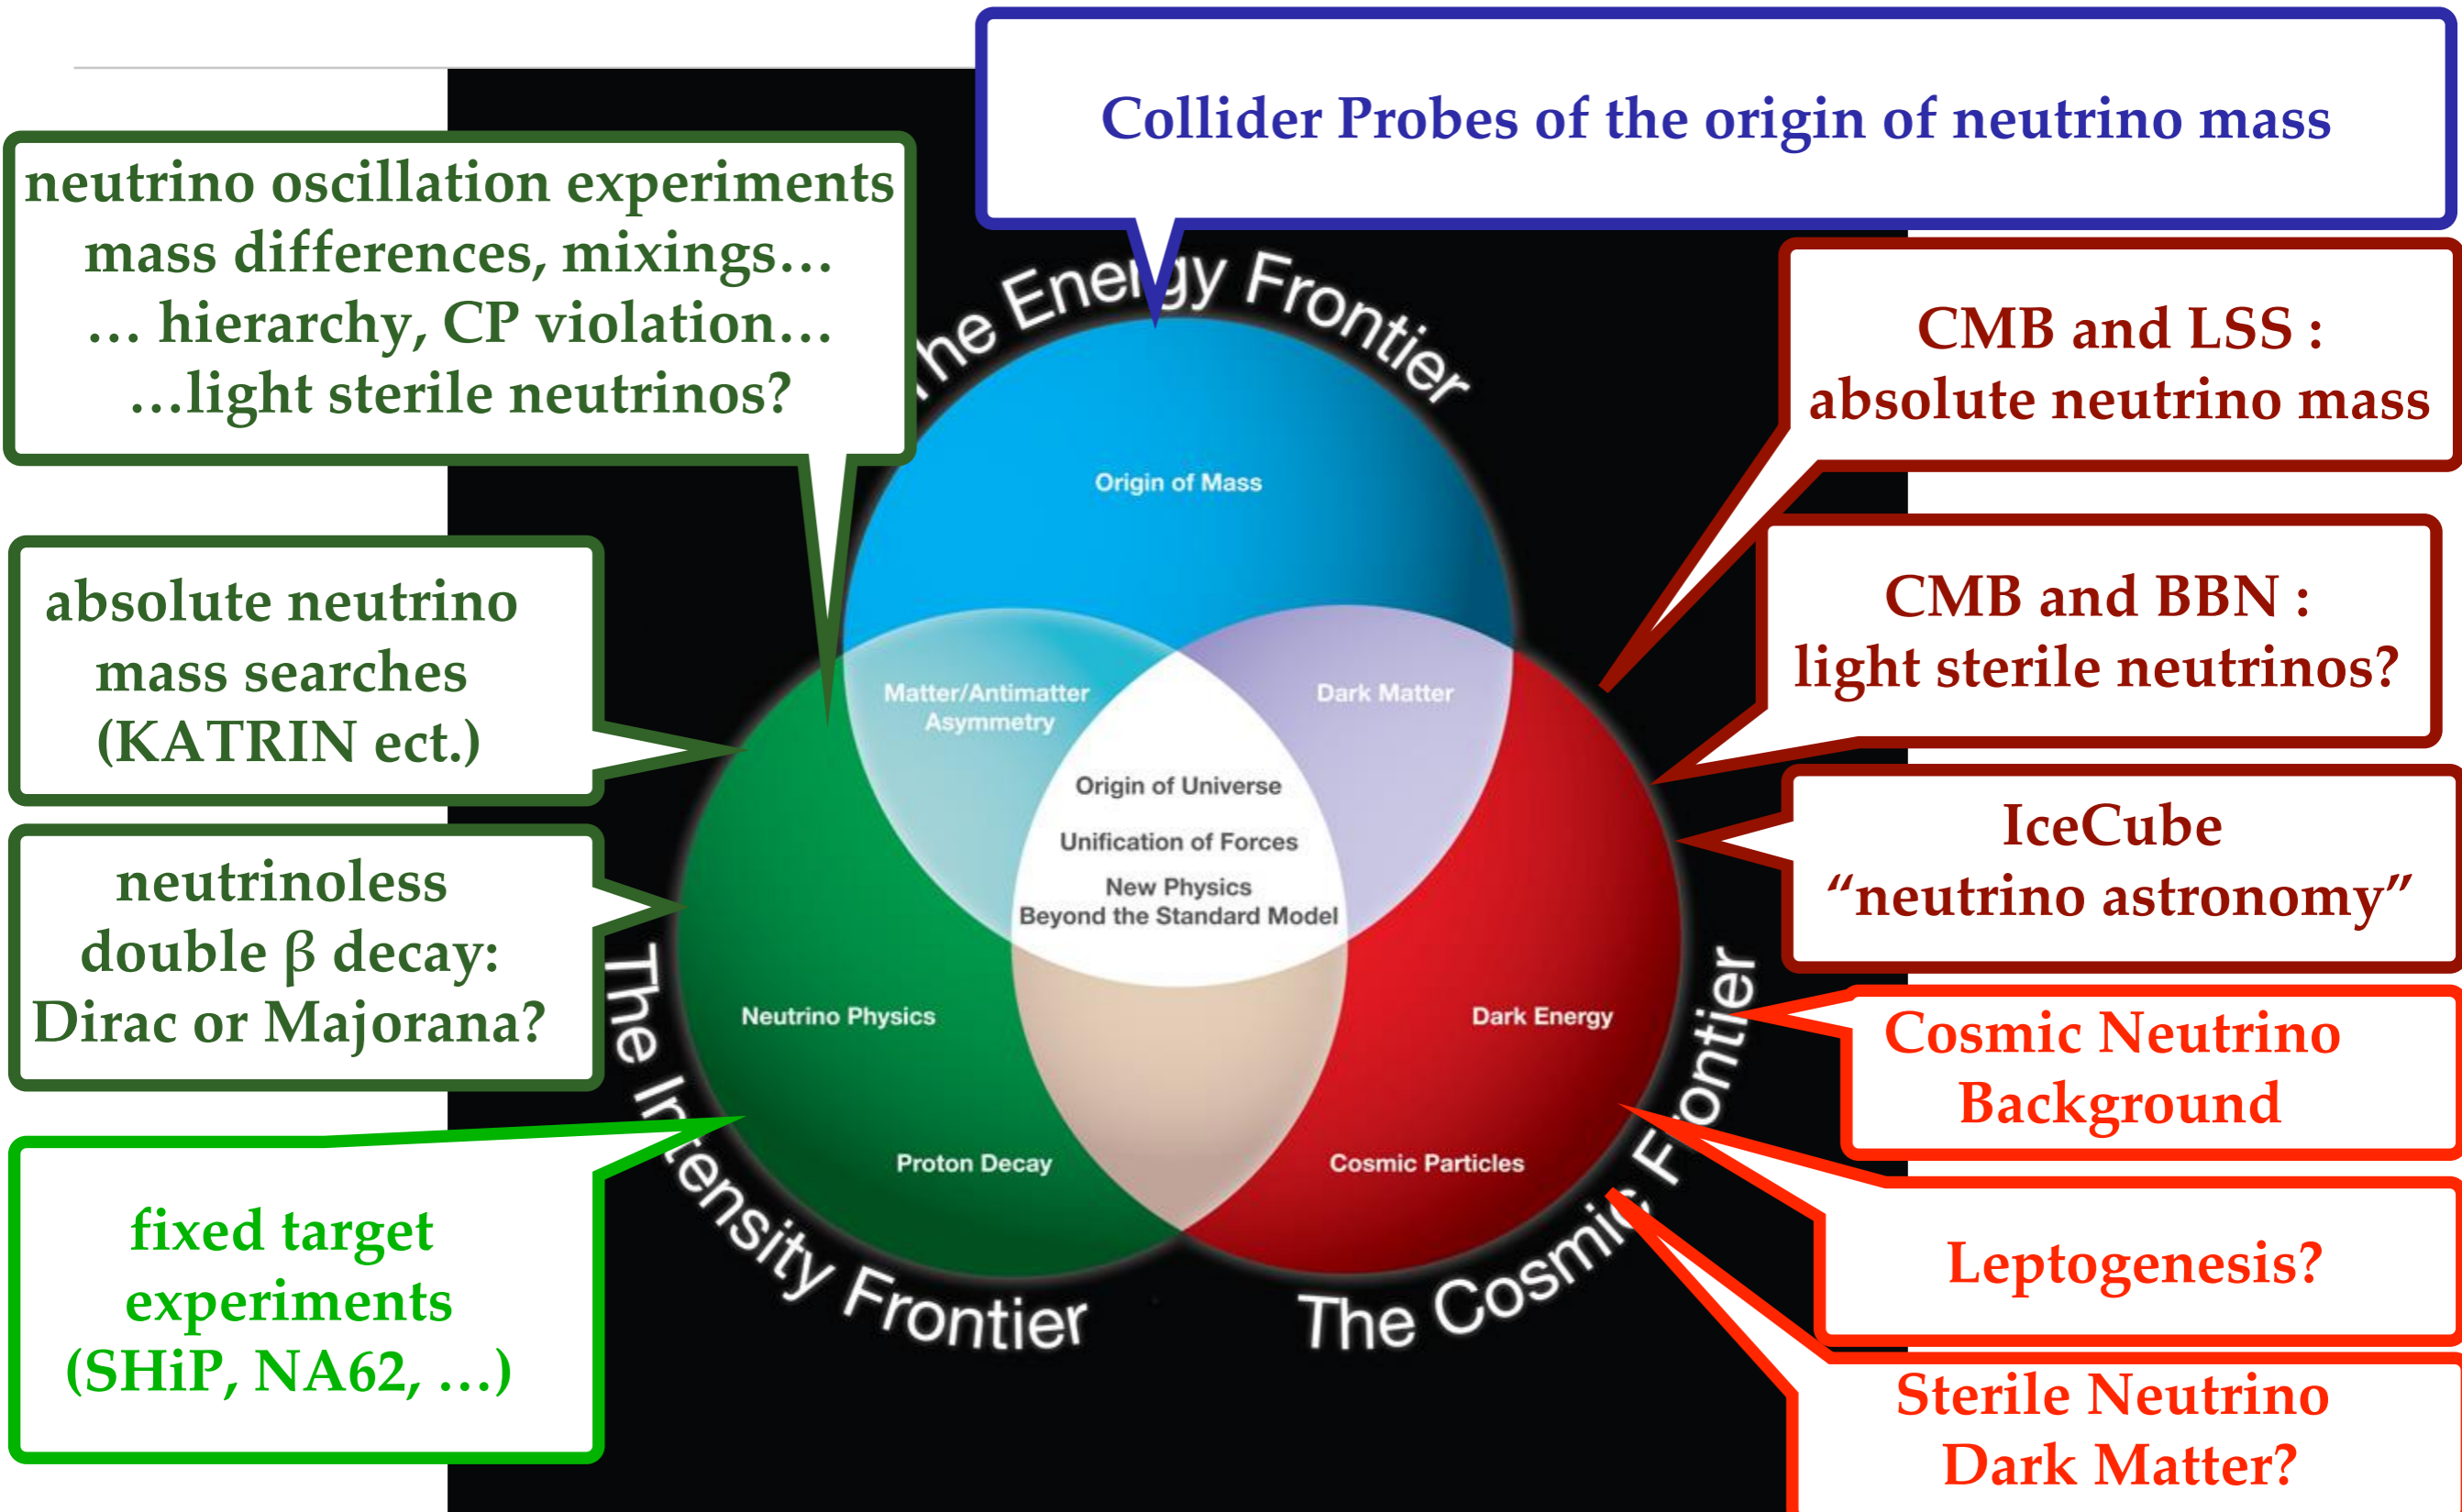 Collider Probes of the origin of neutrino mass
neutrino oscillation experiments
mass differences, mixings…
… hierarchy, CP violation…
…light sterile neutrinos?
absolute neutrino
mass searches
(KATRIN ect.)
neutrinoless
double β decay:
Dirac or Majorana?
fixed target
experiments
(SHiP, NA62, …)
The Energy Frontier
Origin of Mass
Matter/Antimatter
Asymmetry
Dark Matter
Origin of Universe
Unification of Forces
New Physics
Beyond the Standard Model
Neutrino Physics
Dark Energy
Proton Decay
Cosmic Particles
The Intensity Frontier
The Cosmic Frontier
CMB and LSS :
absolute neutrino mass
CMB and BBN :
light sterile neutrinos?
IceCube
“neutrino astronomy”
Cosmic Neutrino
Background
Leptogenesis?
Sterile Neutrino
Dark Matter?